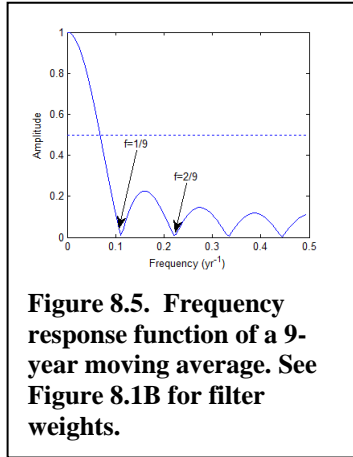 1
0.8
0.6
0.4
0.2
0
Amplitude
f=1/9
f=2/9
0 0.1 0.2 0.3 0.4 0.5
Frequency (yr⁻¹)
Figure 8.5. Frequency
response function of a 9-
year moving average. See
Figure 8.1B for filter
weights.